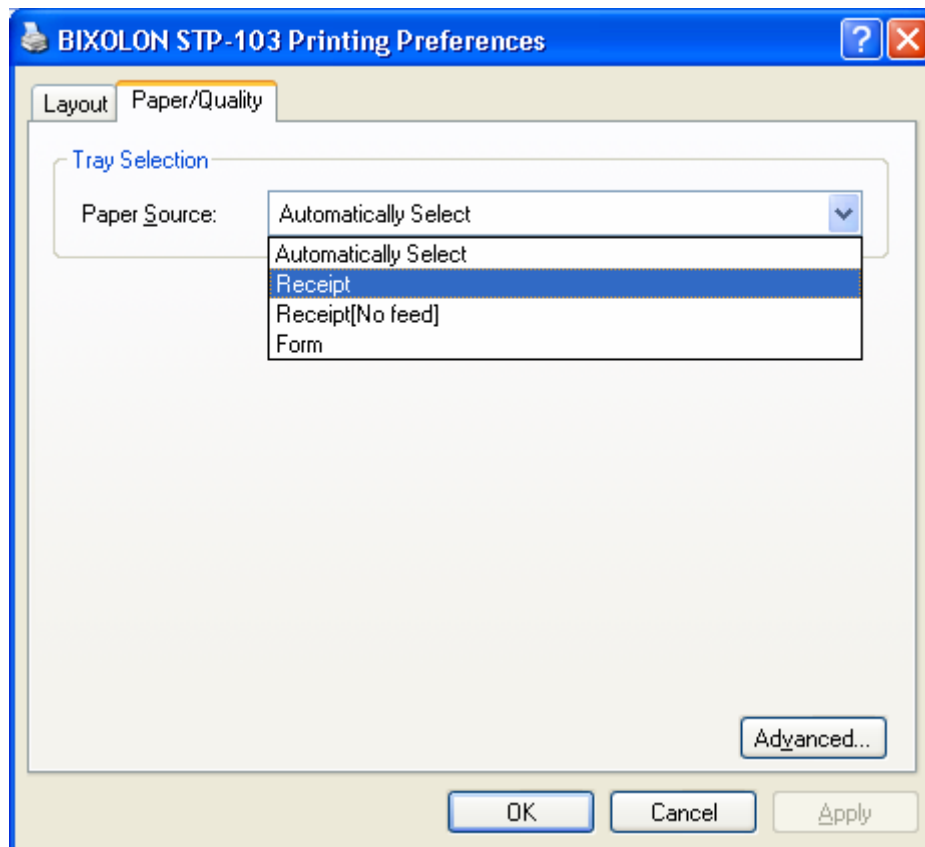 BIXOLON STP-103 Printing Preferences
Layout
Paper/Quality
Tray Selection
Paper Source:
Automatically Select
Automatically Select
Receipt
Receipt[No feed]
Form
Advanced...
OK
Cancel
Apply